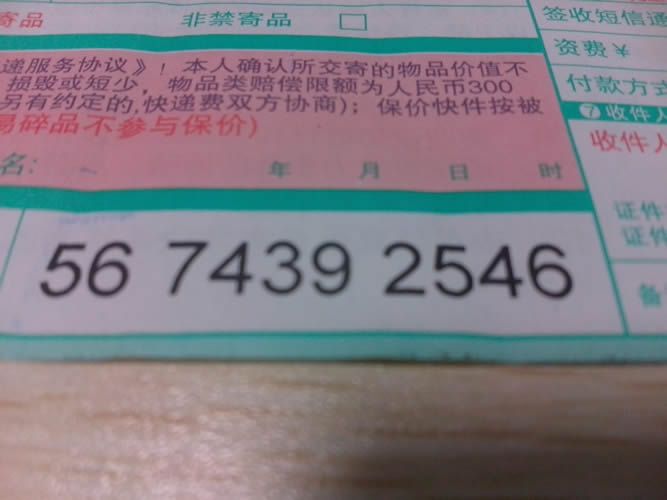 寄品 非禁寄品
签收短信通
资费￥
付款方式
递服务协议》！本人确认所交寄的物品价值不
损毁或短少，物品类赔偿限额为人民币300
另有约定的,快递费双方协商)；保价快件按被
易碎品不参与保价)
名: 年 月 日 时
❼收件人
收件人
证件
证件
备
56 7439 2546